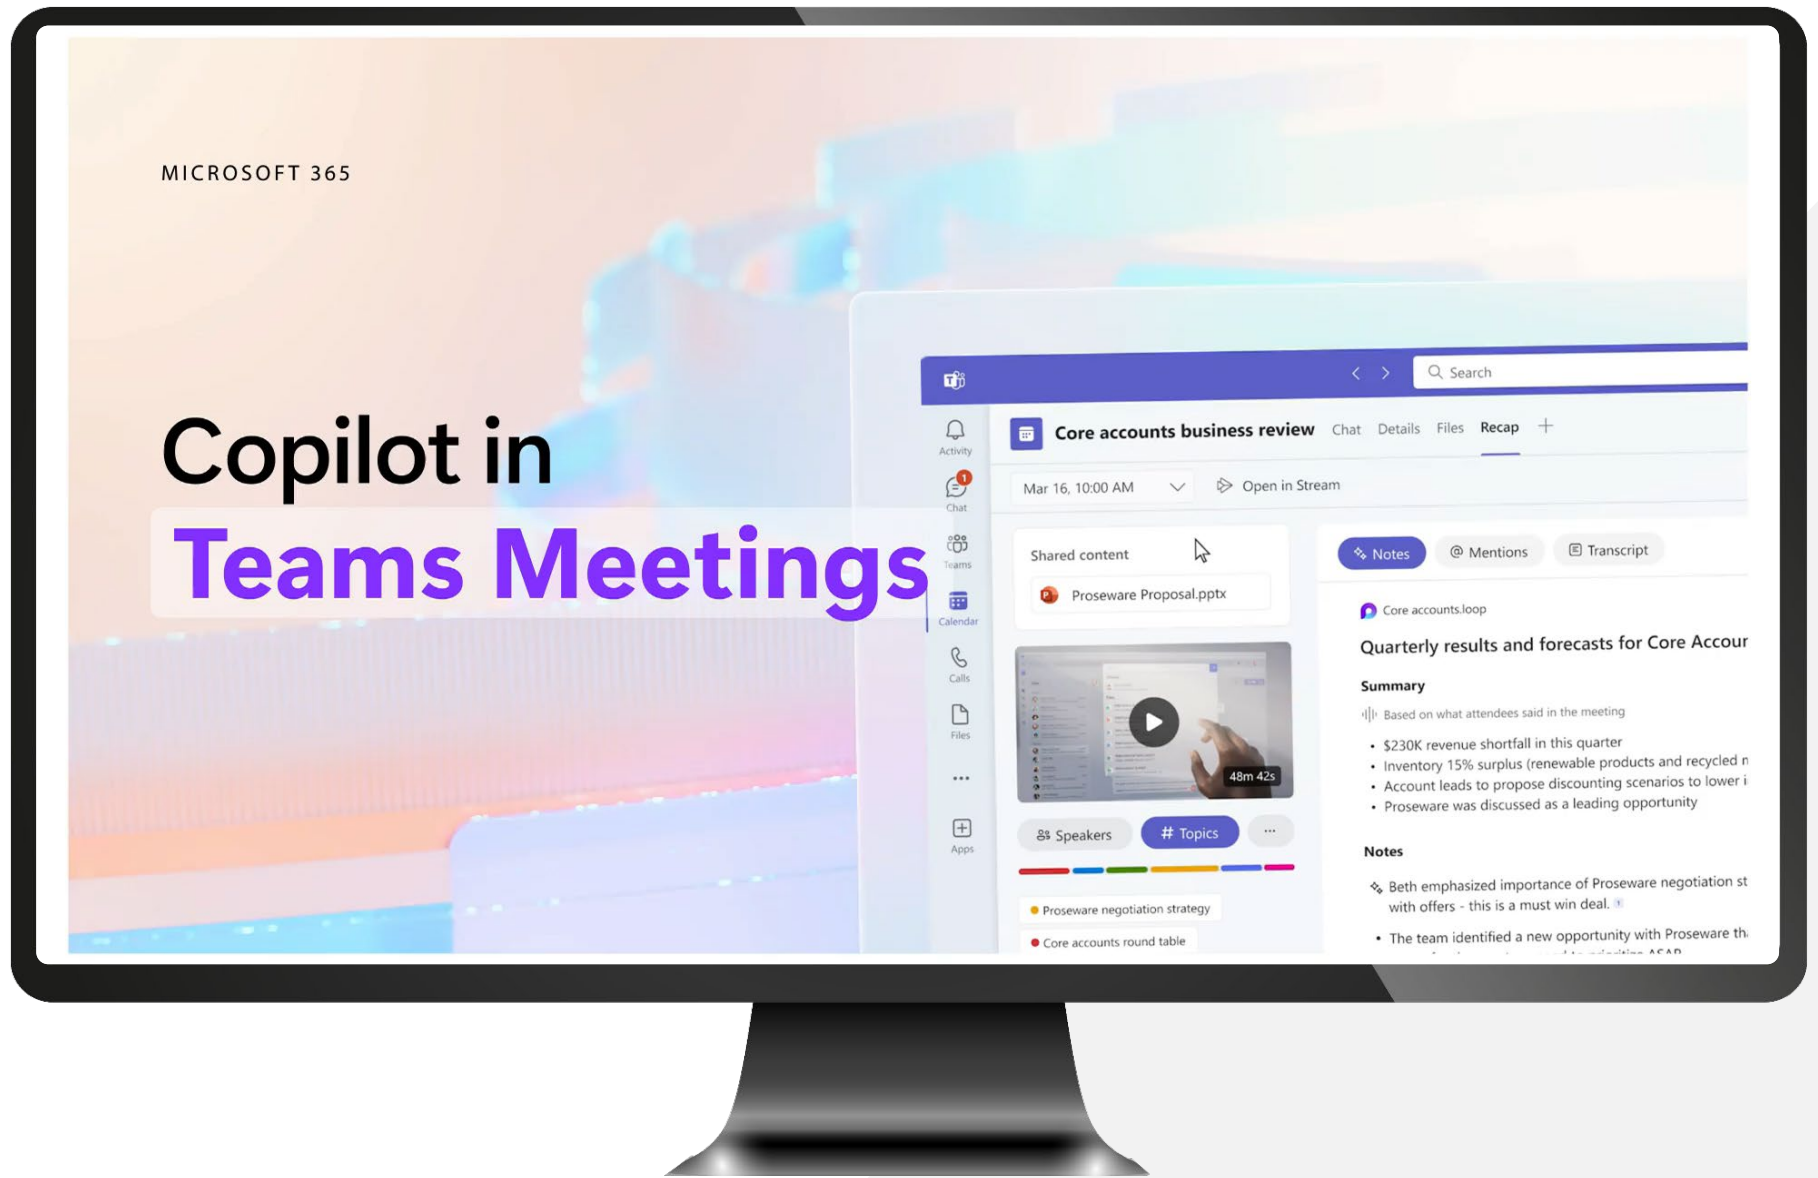 MICROSOFT 365
Copilot in
Teams Meetings
Search
Activity
1
Chat
Teams
Calendar
Calls
Files
Apps
Core accounts business review
Chat
Details
Files
Recap
Mar 16, 10:00 AM
Open in Stream
Shared content
Proseware Proposal.pptx
48m 42s
Speakers
# Topics
Proseware negotiation strategy
Core accounts round table
Notes
@ Mentions
Transcript
Core accounts.loop
Quarterly results and forecasts for Core Accour
Summary
Based on what attendees said in the meeting
• $230K revenue shortfall in this quarter
• Inventory 15% surplus (renewable products and recycled
• Account leads to propose discounting scenarios to lower
• Proseware was discussed as a leading opportunity
Notes
Beth emphasized importance of Proseware negotiation st
with offers - this is a must win deal. 1
• The team identified a new opportunity with Proseware tha